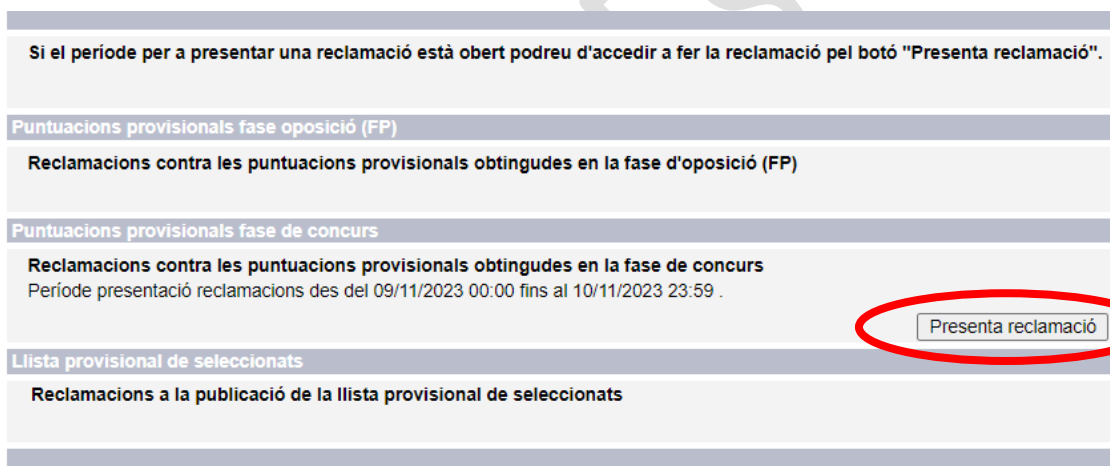 Si el període per a presentar una reclamació està obert podreu d'accedir a fer la reclamació pel botó "Presenta reclamació".
Puntuacions provisionals fase oposició (FP)
Reclamacions contra les puntuacions provisionals obtingudes en la fase d'oposició (FP)
Puntuacions provisionals fase de concurs
Reclamacions contra les puntuacions provisionals obtingudes en la fase de concurs
Període presentació reclamacions des del 09/11/2023 00:00 fins al 10/11/2023 23:59 .
Presenta reclamació
Llista provisional de seleccionats
Reclamacions a la publicació de la llista provisional de seleccionats